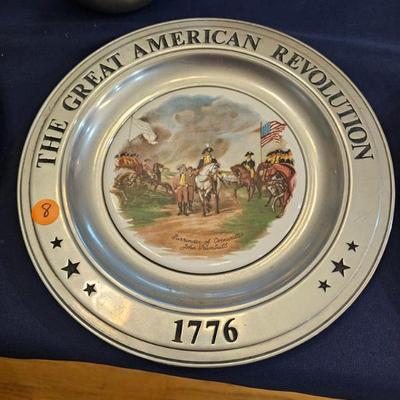 THE GREAT AMERICAN REVOLUTION
8
Surrender of Cornwallis
John Trumbull
1776